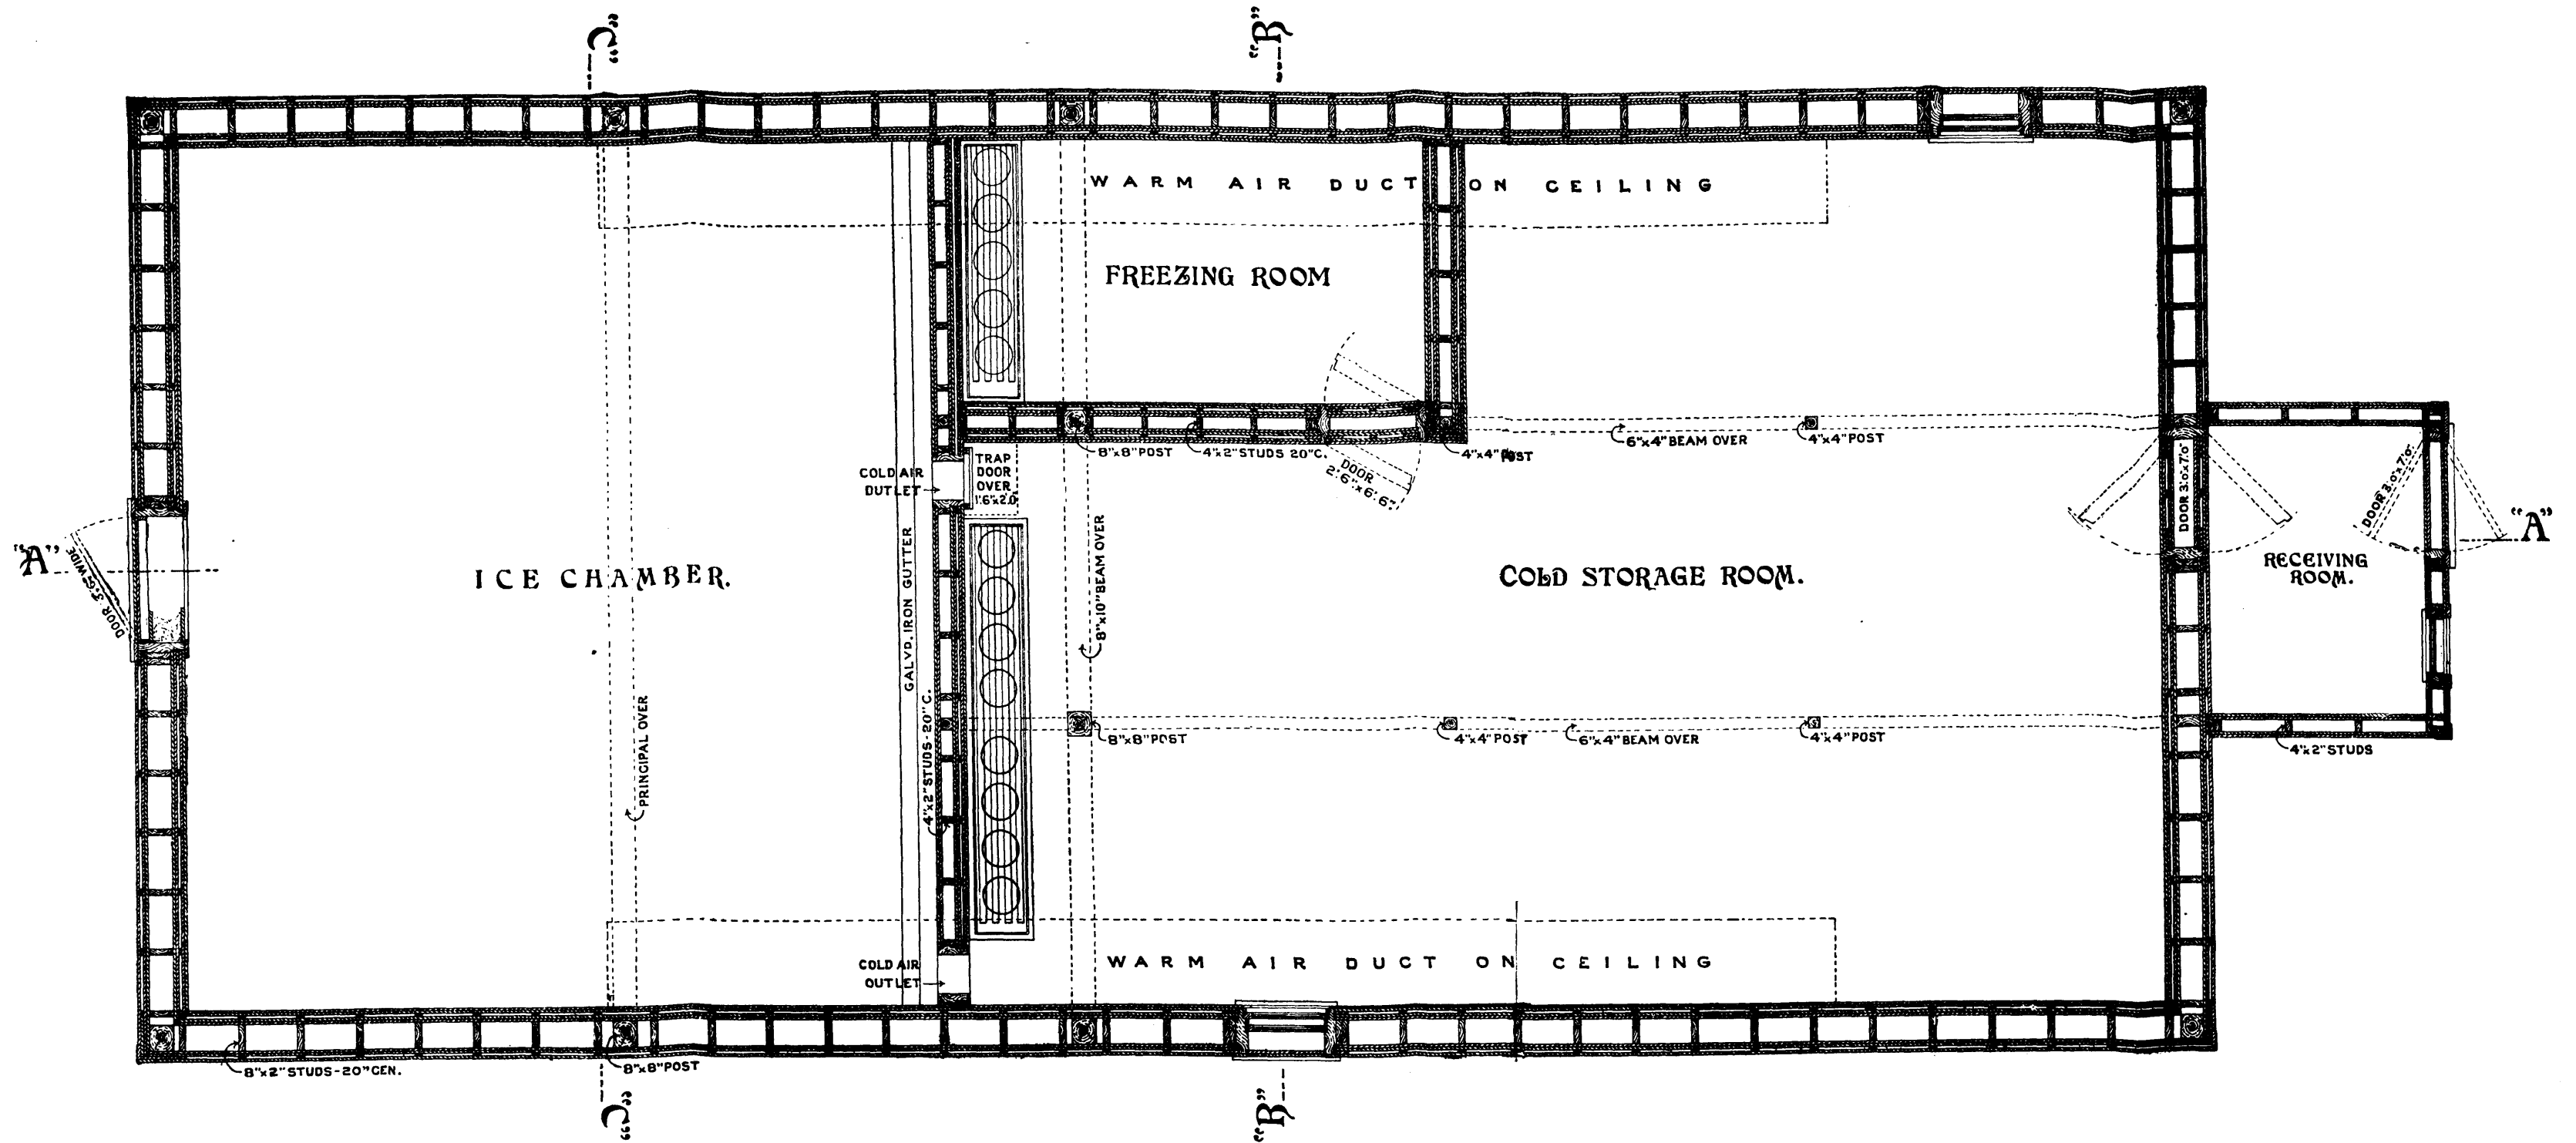 "C"
"B"
WARM AIR DUCT ON CEILING
FREEZING ROOM
6"x4" BEAM OVER
4"x4" POST
8"x8" POST
4"x2" STUDS 20"C.
4"x4" POST
DOOR
2'.6"x6'.6".
COLD AIR
OUTLET
TRAP
DOOR
OVER
1'.6"x2'.0"
DOOR 3'.0"x7'.0"
DOOR 3'.0"x7'.0"
"A"
"A"
DOOR 3'.6" WIDE
ICE CHAMBER.
GALVD. IRON GUTTER
8"x10" BEAM OVER
COLD STORAGE ROOM.
RECEIVING
ROOM.
PRINCIPAL OVER
4"x2" STUDS-20" C.
8"x8" POST
4"x4" POST
6"x4" BEAM OVER
4"x4" POST
4"x2" STUDS
COLD AIR
OUTLET
WARM AIR DUCT ON CEILING
8"x2" STUDS-20" CEN.
8"x8" POST
"C"
"B"